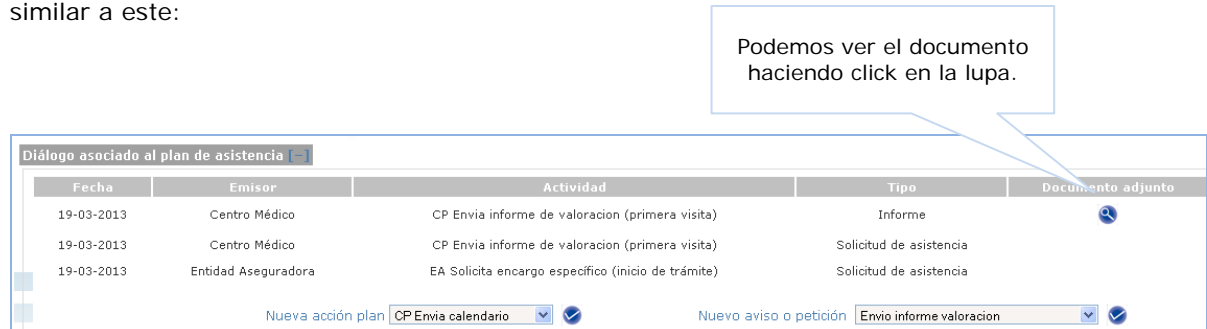 similar a este:
Podemos ver el documento
haciendo click en la lupa.
Diálogo asociado al plan de asistencia [-]
Fecha Emisor Actividad Tipo Documento adjunto
19-03-2013 Centro Médico CP Envia informe de valoracion (primera visita) Informe
19-03-2013 Centro Médico CP Envia informe de valoracion (primera visita) Solicitud de asistencia
19-03-2013 Entidad Aseguradora EA Solicita encargo específico (inicio de trámite) Solicitud de asistencia
Nueva acción plan CP Envia calendario Nuevo aviso o petición Envio informe valoracion